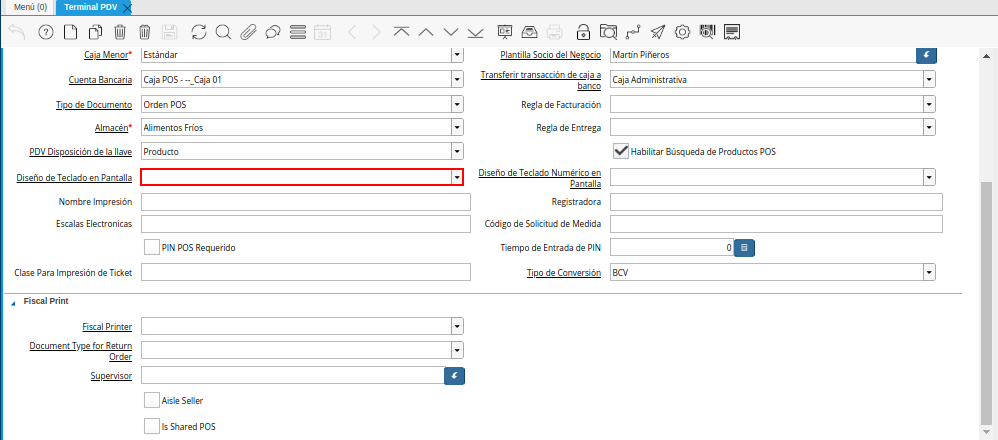 Menú (0)
Terminal PDV
Caja Menor*
Estándar
Plantilla Socio del Negocio
Martín Piñeros
Cuenta Bancaria
Caja POS - --_Caja 01
Transferir transacción de caja a
banco
Caja Administrativa
Tipo de Documento
Orden POS
Regla de Facturación
Almacén*
Alimentos Fríos
Regla de Entrega
PDV Disposición de la llave
Producto
Habilitar Búsqueda de Productos POS
Diseño de Teclado en Pantalla
Diseño de Teclado Numérico en
Pantalla
Nombre Impresión
Registradora
Escalas Electronicas
Código de Solicitud de Medida
PIN POS Requerido
Tiempo de Entrada de PIN
0
Clase Para Impresión de Ticket
Tipo de Conversión
BCV
Fiscal Print
Fiscal Printer
Document Type for Return
Order
Supervisor
Aisle Seller
Is Shared POS